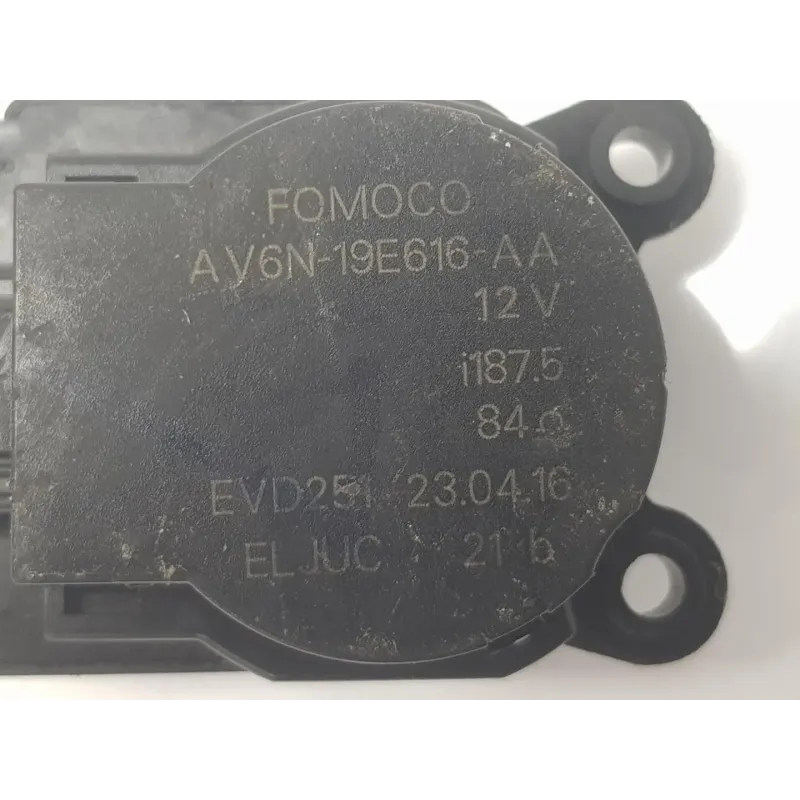 FOMOCO
AV6N-19E616-AA
12 V
i187.5
84
EVD251 23.04.16
ELJUC 21